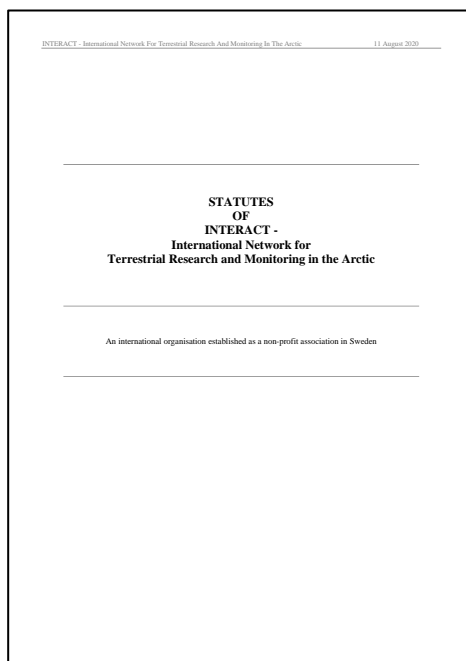 INTERACT - International Network For Terrestrial Research And Monitoring In The Arctic 11 August 2020
STATUTES
OF
INTERACT -
International Network for
Terrestrial Research and Monitoring in the Arctic
An international organisation established as a non-profit association in Sweden